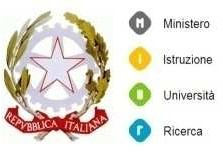 M Ministero
i Istruzione
U Università
r Ricerca
REPVBBLICA ITALIANA